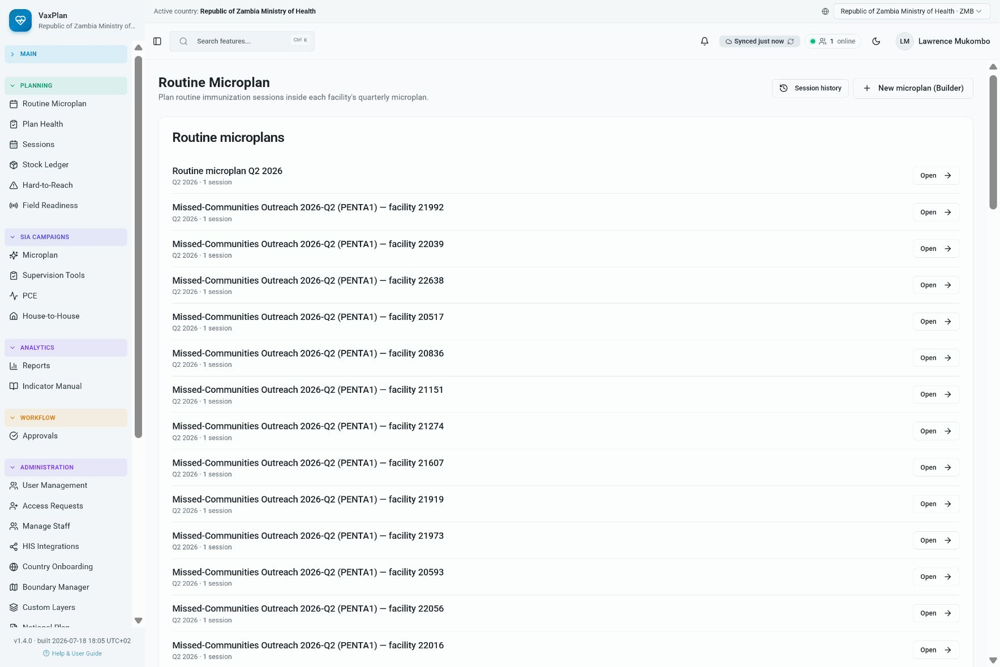 VaxPlan
Republic of Zambia Ministry of...
MAIN
PLANNING
Routine Microplan
Plan Health
Sessions
Stock Ledger
Hard-to-Reach
Field Readiness
SIA CAMPAIGNS
Microplan
Supervision Tools
PCE
House-to-House
ANALYTICS
Reports
Indicator Manual
WORKFLOW
Approvals
ADMINISTRATION
User Management
Access Requests
Manage Staff
HIS Integrations
Country Onboarding
Boundary Manager
Custom Layers
National Plan
v1.4.0 · built 2026-07-18 18:05 UTC+02
Help & User Guide
Active country: Republic of Zambia Ministry of Health
Republic of Zambia Ministry of Health · ZMB
Search features... Ctrl K
Synced just now
1 online
LM Lawrence Mukombo
Routine Microplan
Plan routine immunization sessions inside each facility's quarterly microplan.
Session history
New microplan (Builder)
Routine microplans
Routine microplan Q2 2026
Q2 2026 · 1 session
Open
Missed-Communities Outreach 2026-Q2 (PENTA1) — facility 21992
Q2 2026 · 1 session
Open
Missed-Communities Outreach 2026-Q2 (PENTA1) — facility 22039
Q2 2026 · 1 session
Open
Missed-Communities Outreach 2026-Q2 (PENTA1) — facility 22638
Q2 2026 · 1 session
Open
Missed-Communities Outreach 2026-Q2 (PENTA1) — facility 20517
Q2 2026 · 1 session
Open
Missed-Communities Outreach 2026-Q2 (PENTA1) — facility 20836
Q2 2026 · 1 session
Open
Missed-Communities Outreach 2026-Q2 (PENTA1) — facility 21151
Q2 2026 · 1 session
Open
Missed-Communities Outreach 2026-Q2 (PENTA1) — facility 21274
Q2 2026 · 1 session
Open
Missed-Communities Outreach 2026-Q2 (PENTA1) — facility 21607
Q2 2026 · 1 session
Open
Missed-Communities Outreach 2026-Q2 (PENTA1) — facility 21919
Q2 2026 · 1 session
Open
Missed-Communities Outreach 2026-Q2 (PENTA1) — facility 21973
Q2 2026 · 1 session
Open
Missed-Communities Outreach 2026-Q2 (PENTA1) — facility 20593
Q2 2026 · 1 session
Open
Missed-Communities Outreach 2026-Q2 (PENTA1) — facility 22056
Q2 2026 · 1 session
Open
Missed-Communities Outreach 2026-Q2 (PENTA1) — facility 22016
Q2 2026 · 1 session
Open